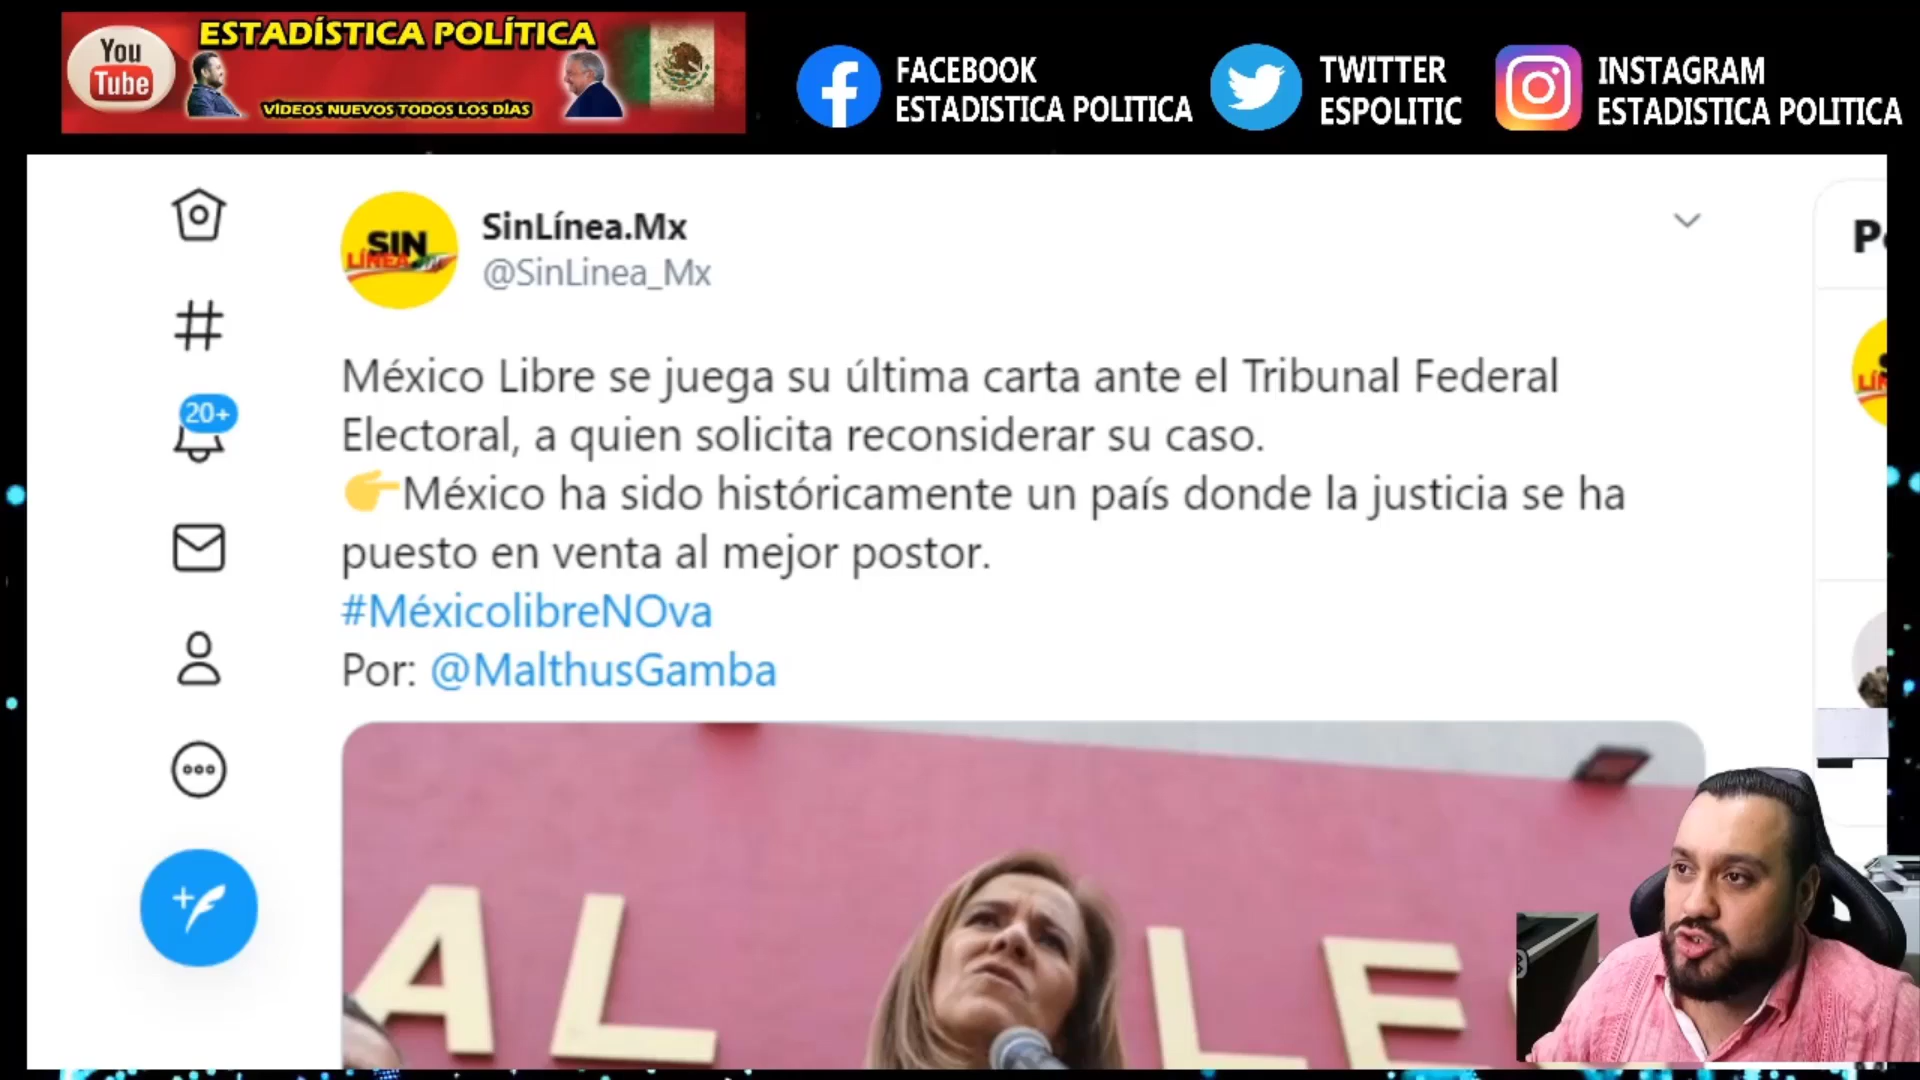 You
Tube
ESTADÍSTICA POLÍTICA
VÍDEOS NUEVOS TODOS LOS DÍAS
FACEBOOK
ESTADISTICA POLITICA
TWITTER
ESPOLITIC
INSTAGRAM
ESTADISTICA POLITICA
SIN
LÍNEA
SinLínea.Mx
@SinLinea_Mx
20+
México Libre se juega su última carta ante el Tribunal Federal
Electoral, a quien solicita reconsiderar su caso.
👉México ha sido históricamente un país donde la justicia se ha
puesto en venta al mejor postor.
#MéxicolibreNOva
Por: @MalthusGamba
AL LE